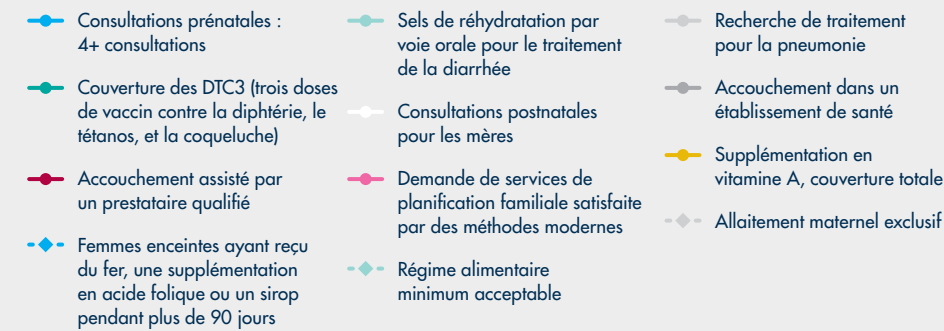 Consultations prénatales :
4+ consultations
Couverture des DTC3 (trois doses
de vaccin contre la diphtérie, le
tétanos, et la coqueluche)
Accouchement assisté par
un prestataire qualifié
Femmes enceintes ayant reçu
du fer, une supplémentation
en acide folique ou un sirop
pendant plus de 90 jours
Sels de réhydratation par
voie orale pour le traitement
de la diarrhée
Consultations postnatales
pour les mères
Demande de services de
planification familiale satisfaite
par des méthodes modernes
Régime alimentaire
minimum acceptable
Recherche de traitement
pour la pneumonie
Accouchement dans un
établissement de santé
Supplémentation en
vitamine A, couverture totale
Allaitement maternel exclusif